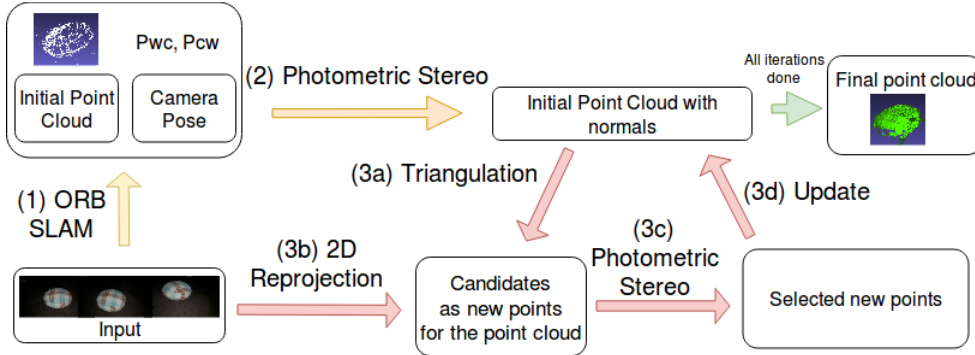 Pwc, Pcw
Initial Point
Cloud
Camera
Pose
(2) Photometric Stereo
Initial Point Cloud with
normals
All iterations
done
Final point cloud
(1) ORB
SLAM
(3a) Triangulation
(3d) Update
(3b) 2D
Reprojection
(3c)
Photometric
Stereo
Input
Candidates
as new points
for the point cloud
Selected new points